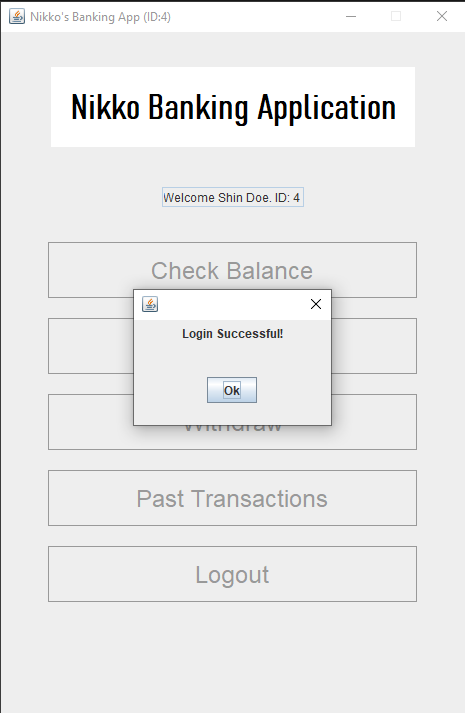 Nikko's Banking App (ID:4)
Nikko Banking Application
Welcome Shin Doe. ID: 4
Check Balance
Login Successful!
Ok
Withdraw
Past Transactions
Logout